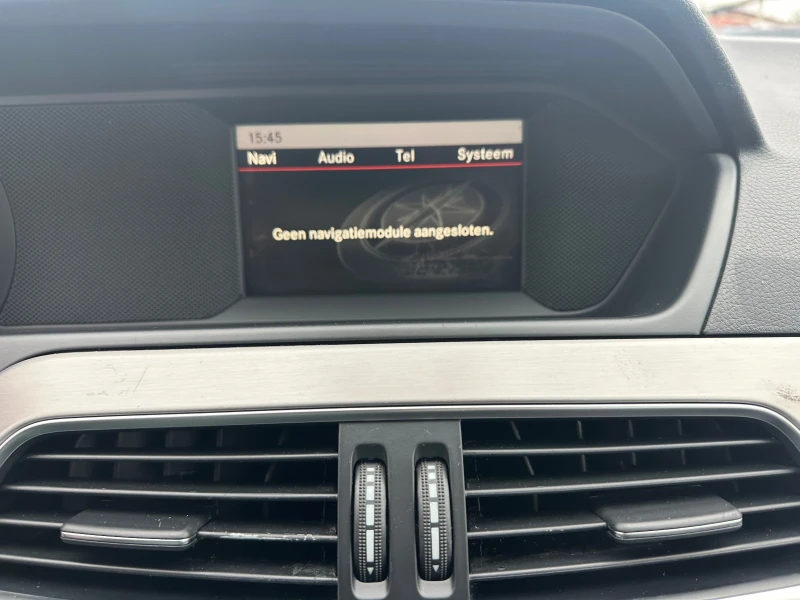 15:45
Navi Audio Tel Systeem
Geen navigatiemodule aangesloten.